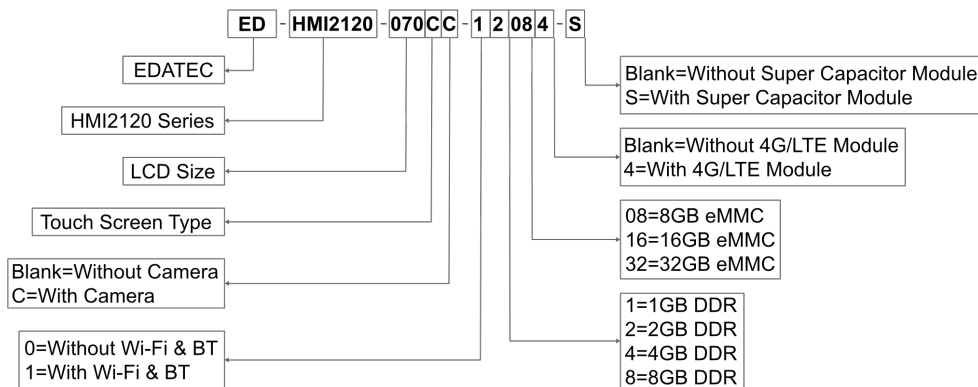 ED - HMI2120 - 070 C C - 1 2 08 4 - S
EDATEC
HMI2120 Series
LCD Size
Touch Screen Type
Blank=Without Camera
C=With Camera
0=Without Wi-Fi & BT
1=With Wi-Fi & BT
Blank=Without Super Capacitor Module
S=With Super Capacitor Module
Blank=Without 4G/LTE Module
4=With 4G/LTE Module
08=8GB eMMC
16=16GB eMMC
32=32GB eMMC
1=1GB DDR
2=2GB DDR
4=4GB DDR
8=8GB DDR